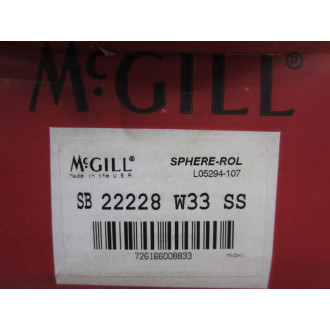 McGILL®
McGILL® SPHERE-ROL
Made in the U.S.A. L05294-107
SB 22228 W33 SS
726166008833